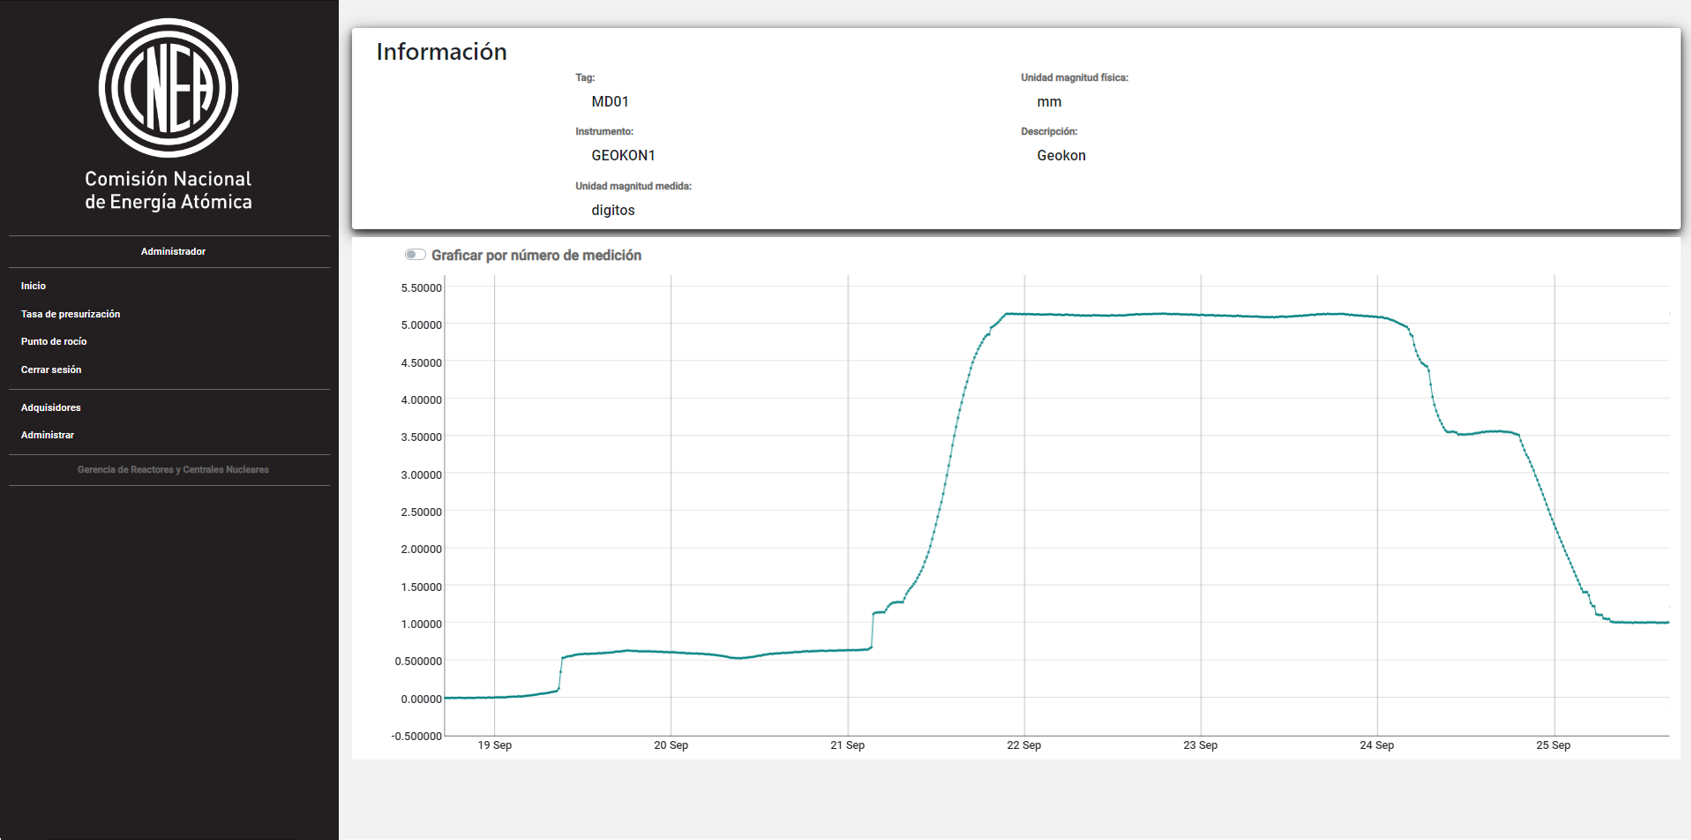 CNEA
Comisión Nacional
de Energía Atómica
Administrador
Inicio
Tasa de presurización
Punto de rocío
Cerrar sesión
Adquisidores
Administrar
Gerencia de Reactores y Centrales Nucleares
Información
Tag:
MD01
Unidad magnitud física:
mm
Instrumento:
GEOKON1
Descripción:
Geokon
Unidad magnitud medida:
digitos
Graficar por número de medición
5.50000
5.00000
4.50000
4.00000
3.50000
3.00000
2.50000
2.00000
1.50000
1.00000
0.500000
0.00000
-0.500000
19 Sep 20 Sep 21 Sep 22 Sep 23 Sep 24 Sep 25 Sep